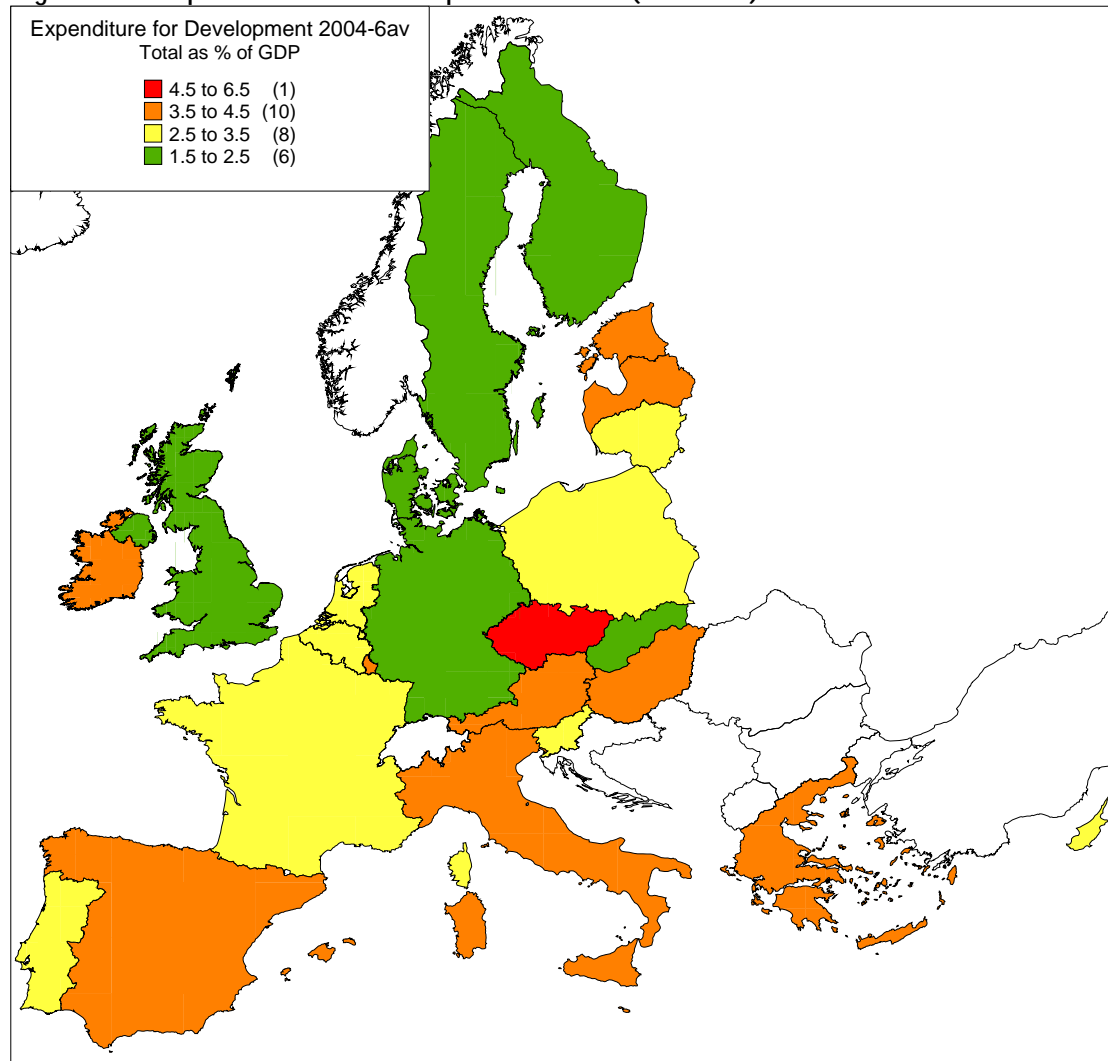 Expenditure for Development 2004-6av
Total as % of GDP
4.5 to 6.5 (1)
3.5 to 4.5 (10)
2.5 to 3.5 (8)
1.5 to 2.5 (6)